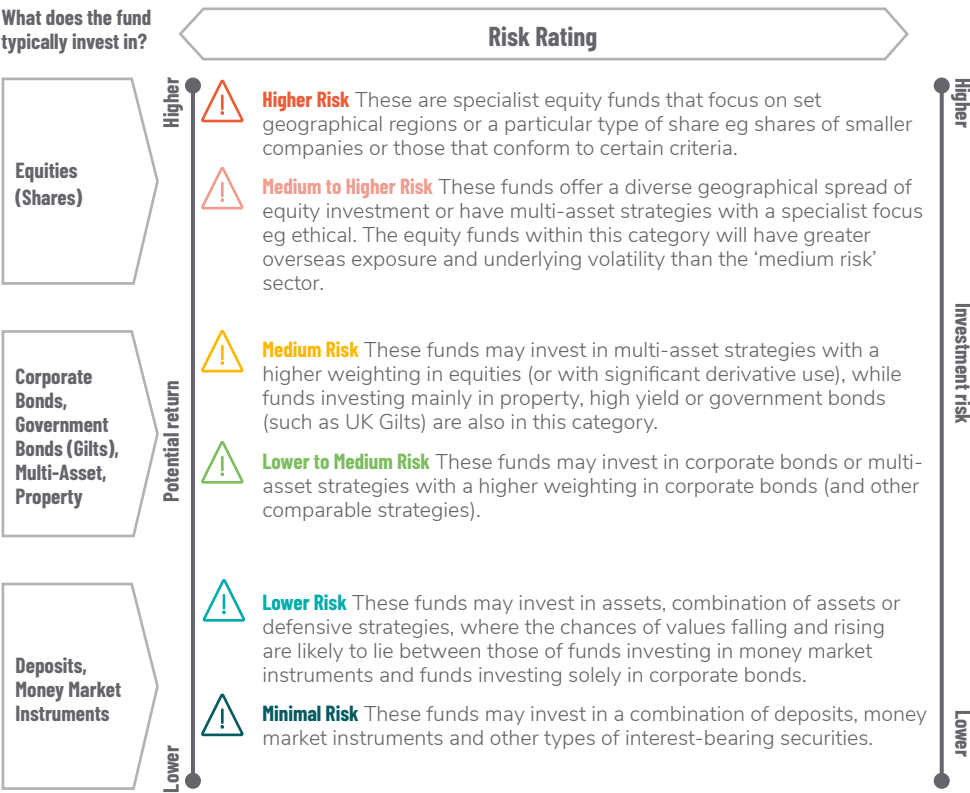 What does the fund
typically invest in?
Risk Rating
Higher
Higher
Equities
(Shares)
Higher Risk These are specialist equity funds that focus on set
geographical regions or a particular type of share eg shares of smaller
companies or those that conform to certain criteria.
Medium to Higher Risk These funds offer a diverse geographical spread of
equity investment or have multi-asset strategies with a specialist focus
eg ethical. The equity funds within this category will have greater
overseas exposure and underlying volatility than the ‘medium risk’
sector.
Corporate
Bonds,
Government
Bonds (Gilts),
Multi-Asset,
Property
Potential return
Investment risk
Medium Risk These funds may invest in multi-asset strategies with a
higher weighting in equities (or with significant derivative use), while
funds investing mainly in property, high yield or government bonds
(such as UK Gilts) are also in this category.
Lower to Medium Risk These funds may invest in corporate bonds or multi-
asset strategies with a higher weighting in corporate bonds (and other
comparable strategies).
Deposits,
Money Market
Instruments
Lower Risk These funds may invest in assets, combination of assets or
defensive strategies, where the chances of values falling and rising
are likely to lie between those of funds investing in money market
instruments and funds investing solely in corporate bonds.
Minimal Risk These funds may invest in a combination of deposits, money
market instruments and other types of interest-bearing securities.
Lower
Lower